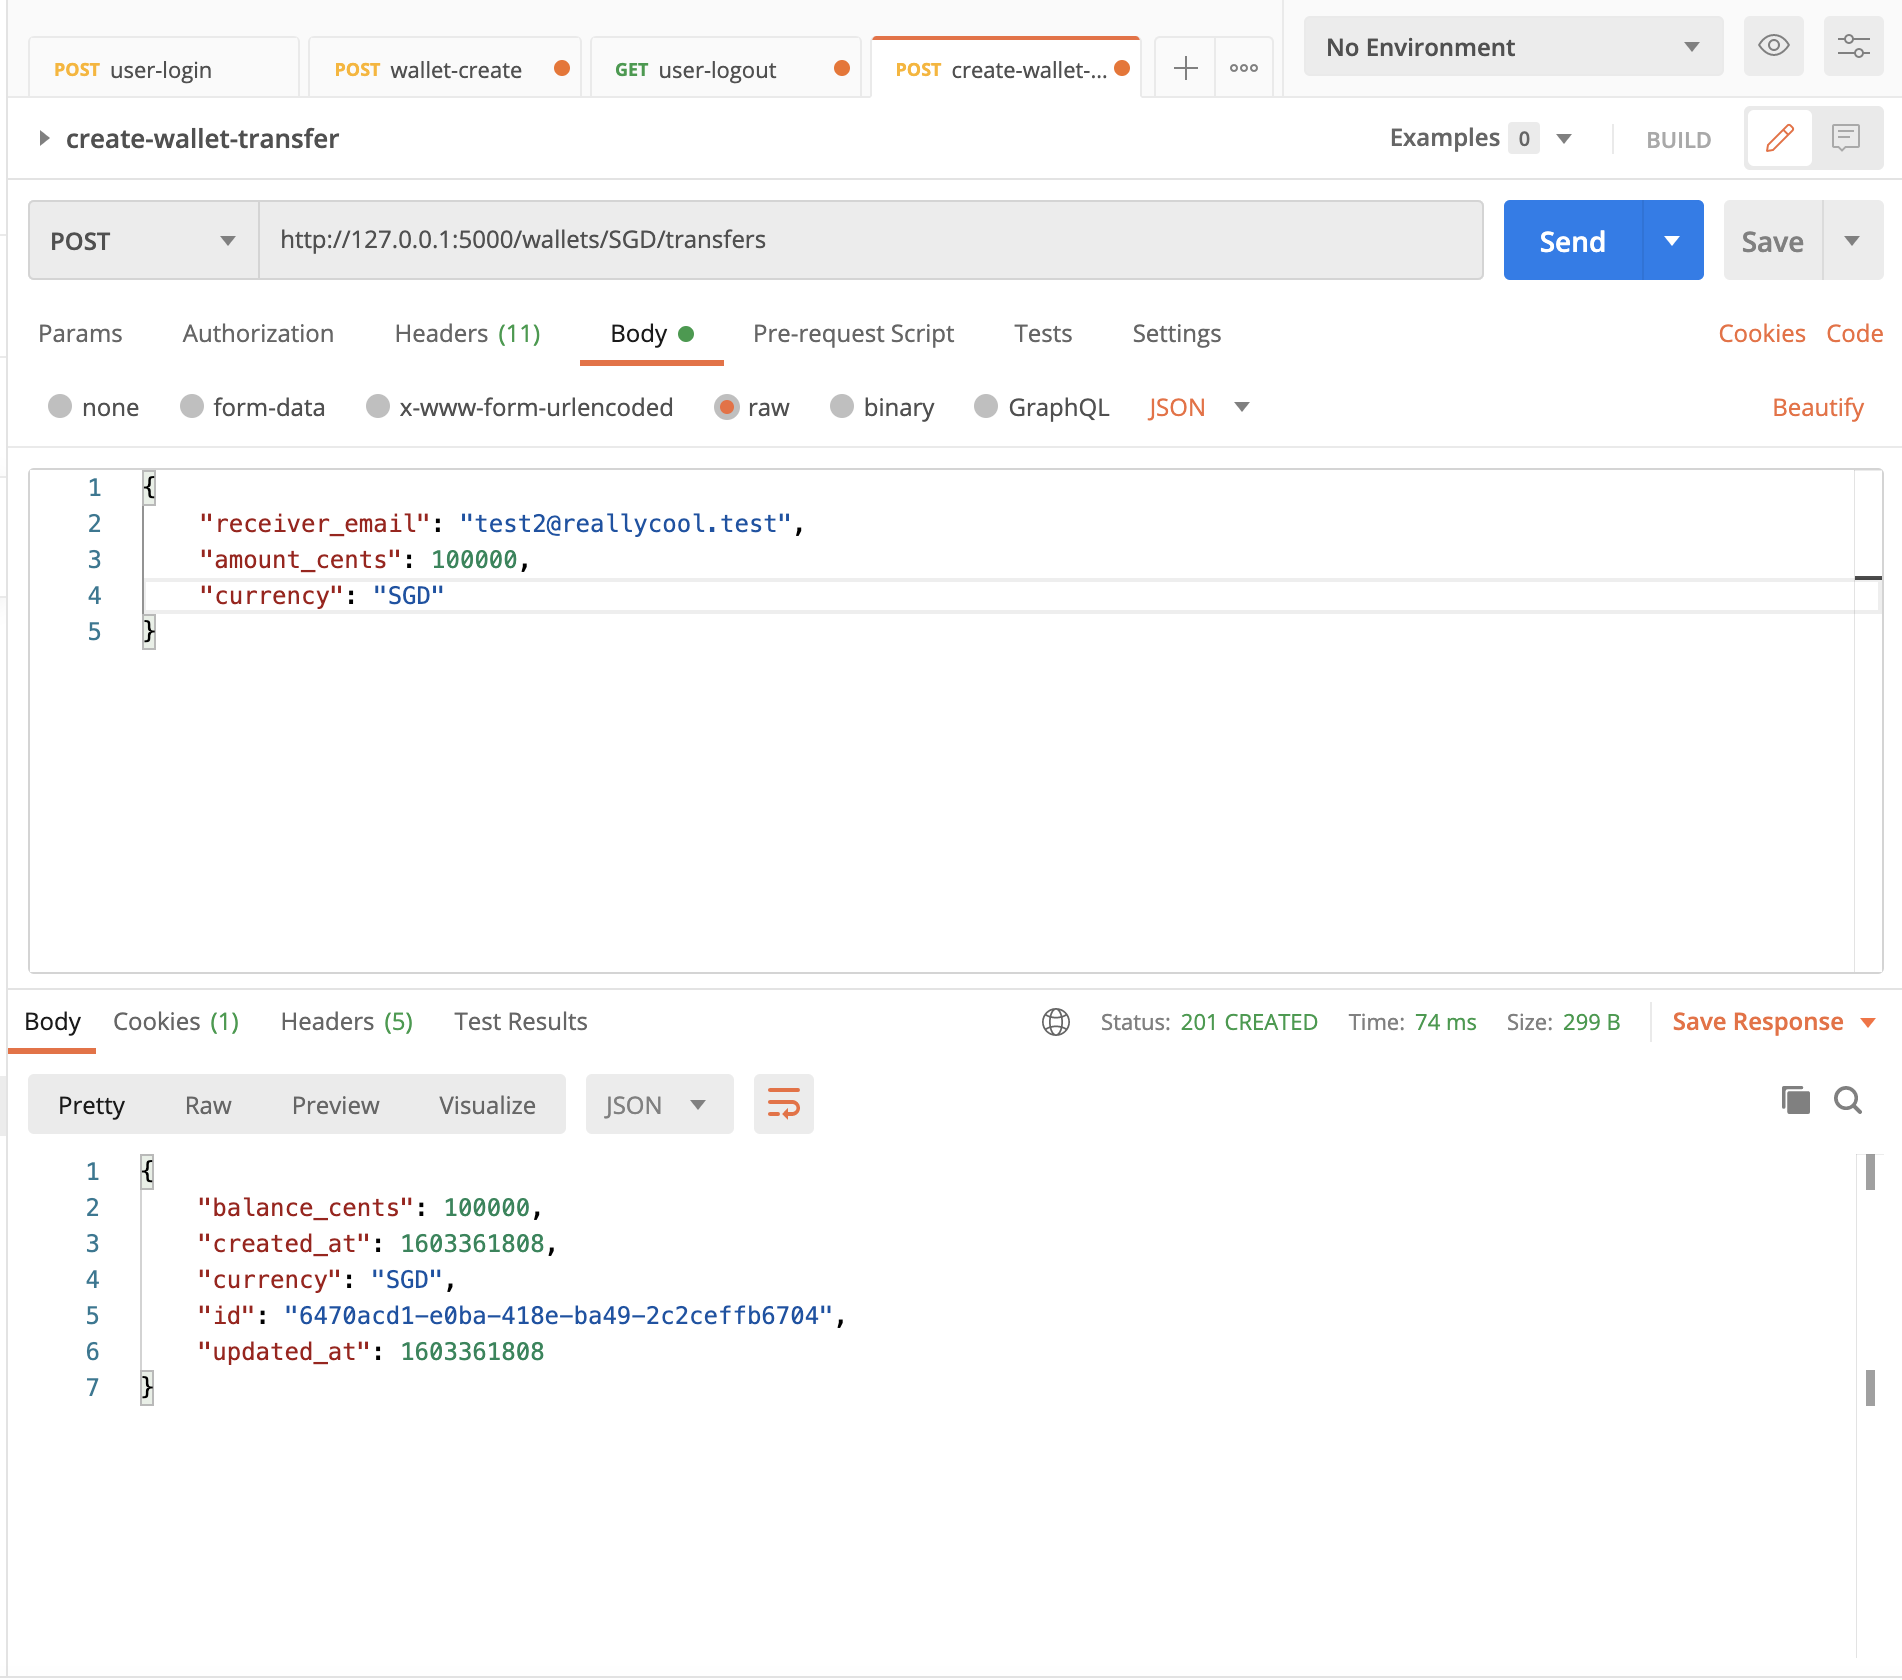 POST user-login POST wallet-create GET user-logout POST create-wallet-... No Environment
create-wallet-transfer Examples 0 BUILD
POST http://127.0.0.1:5000/wallets/SGD/transfers Send Save
Params Authorization Headers (11) Body Pre-request Script Tests Settings Cookies Code
none form-data x-www-form-urlencoded raw binary GraphQL JSON Beautify
1 {
2 "receiver_email": "test2@reallycool.test",
3 "amount_cents": 100000,
4 "currency": "SGD"
5 }
Body Cookies (1) Headers (5) Test Results Status: 201 CREATED Time: 74 ms Size: 299 B Save Response
Pretty Raw Preview Visualize JSON
1 {
2 "balance_cents": 100000,
3 "created_at": 1603361808,
4 "currency": "SGD",
5 "id": "6470acd1-e0ba-418e-ba49-2c2ceffb6704",
6 "updated_at": 1603361808
7 }